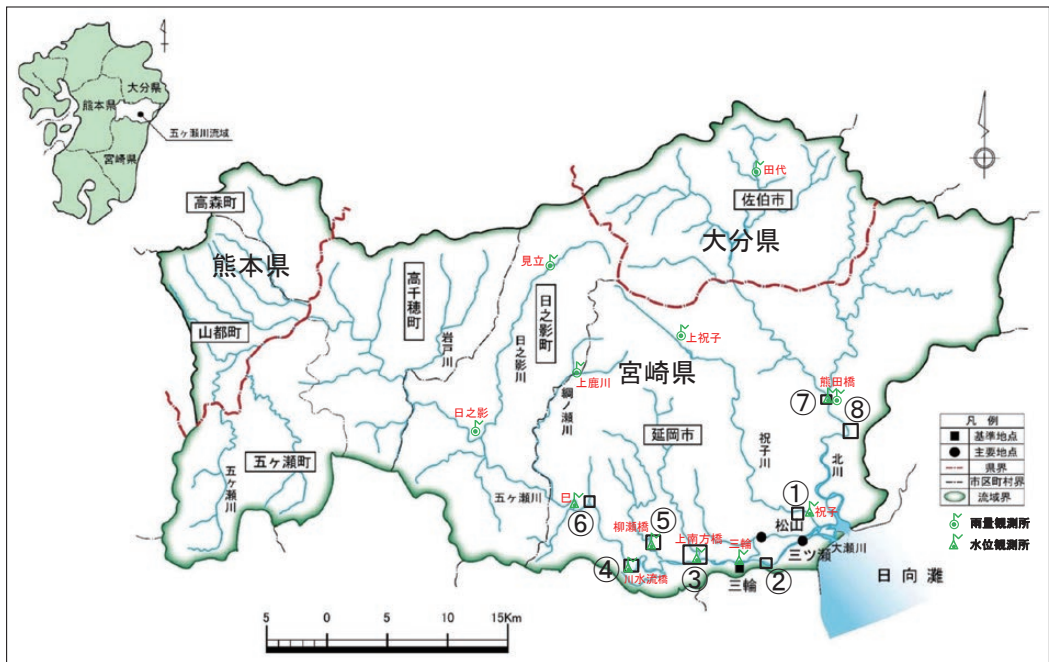 大分県
熊本県
五ヶ瀬川流域
宮崎県
高森町
熊本県
山都町
五ヶ瀬町
五ヶ瀬川
高千穂町
岩戸川
日之影町
日之影川
見立
上鹿川
綱ノ瀬川
日之影
五ヶ瀬川
田代
佐伯市
大分県
上祝子
宮崎県
延岡市
祝子川
熊田橋
⑦
⑧
北川
①
祝子
松山
三ツ瀬
大瀬川
巳
⑥
柳瀬橋
⑤
上南方橋
三輪
④
川水流橋
③
三輪
②
日向灘
5 0 5 10 15Km
凡例
基準地点
主要地点
県界
市区町村界
流域界
雨量観測所
水位観測所